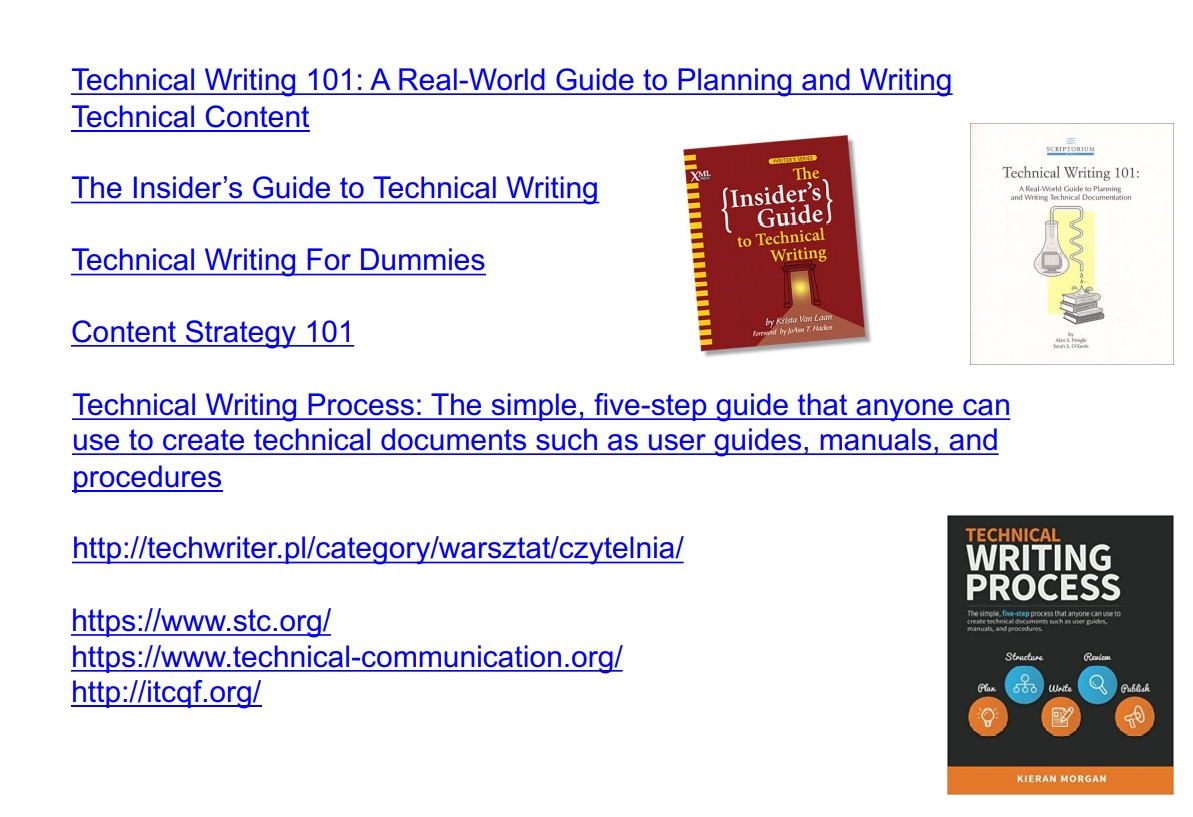 Technical Writing 101: A Real-World Guide to Planning and Writing
Technical Content
The Insider’s Guide to Technical Writing
Technical Writing For Dummies
Content Strategy 101
Technical Writing Process: The simple, five-step guide that anyone can
use to create technical documents such as user guides, manuals, and
procedures
http://techwriter.pl/category/warsztat/czytelnia/
https://www.stc.org/
https://www.technical-communication.org/
http://itcqf.org/
WRITER'S SERIES
XML
The
{Insider's
Guide}
to Technical
Writing
by Krista Van Laan
Foreword by JoAnn T. Hackos
SCRIPTORIUM
Technical Writing 101:
A Real-World Guide to Planning
and Writing Technical Documentation
by
Alan S. Pringle
Sarah S. O'Keefe
TECHNICAL
WRITING
PROCESS
The simple, five-step process that anyone can use to
create technical documents such as user guides,
manuals, and procedures.
Structure Review
Plan Write Publish
KIERAN MORGAN